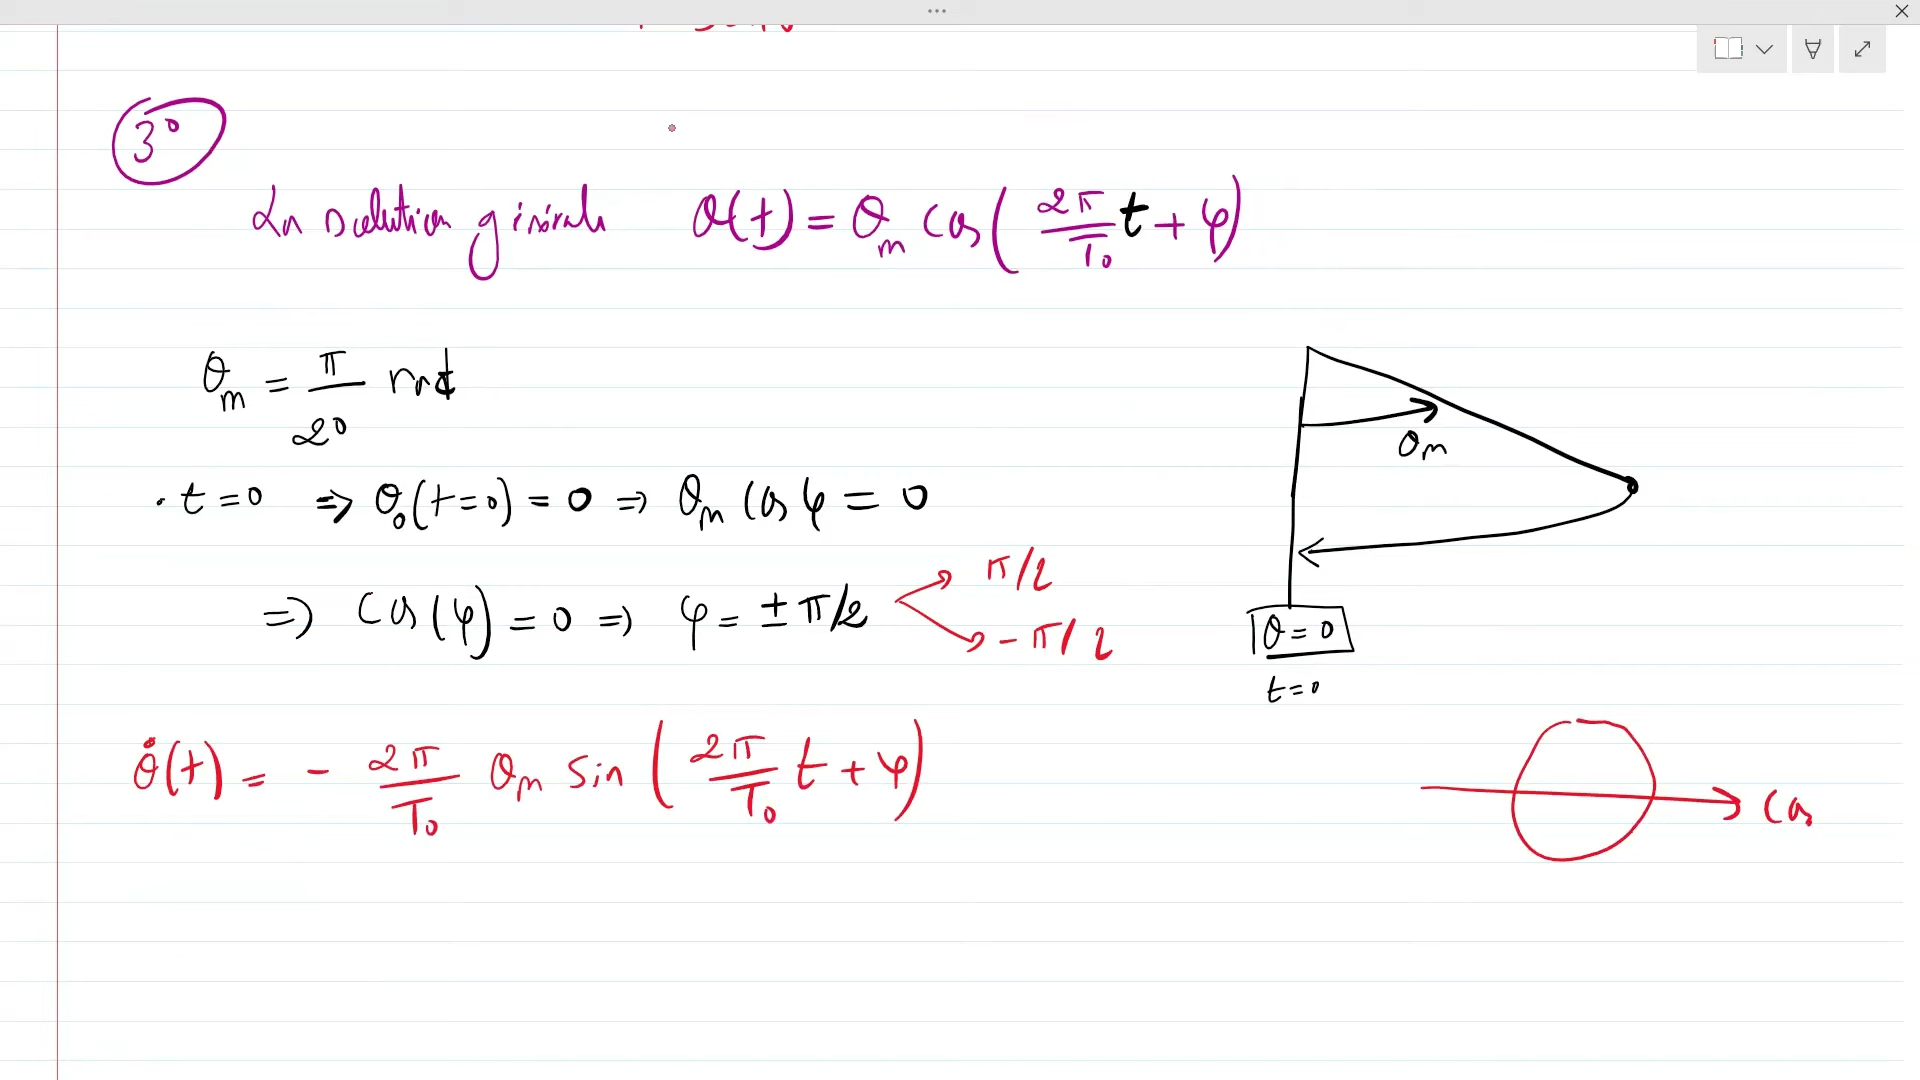 3°
La solution générale θ(t) = θm cos(2π/T0 t + φ)
θm = π/20 rad
θm
. t = 0 => θ0(t=0) = 0 => θm cos φ = 0
=> cos(φ) = 0 => φ = ± π/2
π/2
- π/2
θ = 0
t = 0
θ̇(t) = - 2π/T0 θm sin(2π/T0 t + φ)
cos